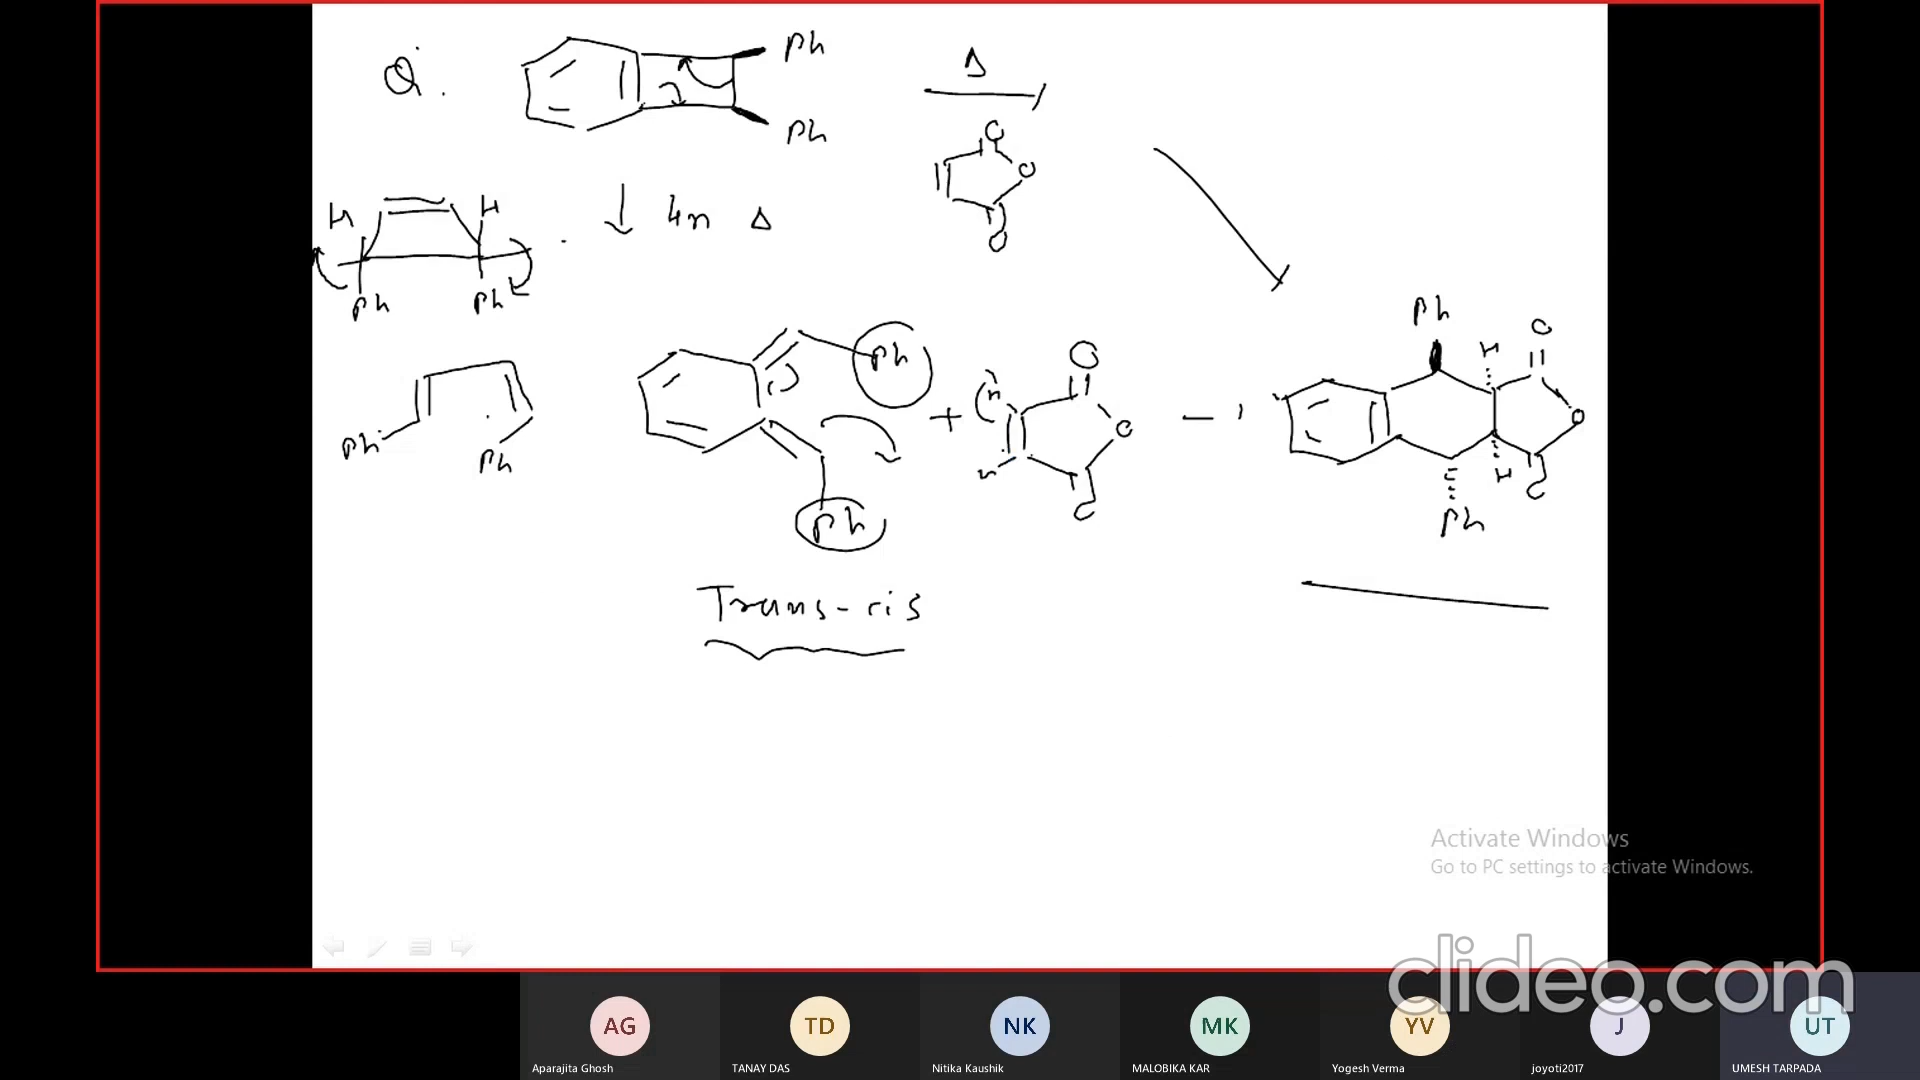 Q.
Ph
Ph
Δ
O
O
O
H
H
Ph
Ph
4n Δ
Ph
Ph
Ph
Ph
+
O
O
Ph
H
O
O
H
Ph
Trans-cis
Activate Windows
Go to PC settings to activate Windows.
clideo.com
AG
TD
NK
MK
YV
J
UT
Aparajita Ghosh
TANAY DAS
Nitika Kaushik
MALOBIKA KAR
Yogesh Verma
joyoti2017
UMESH TARPADA